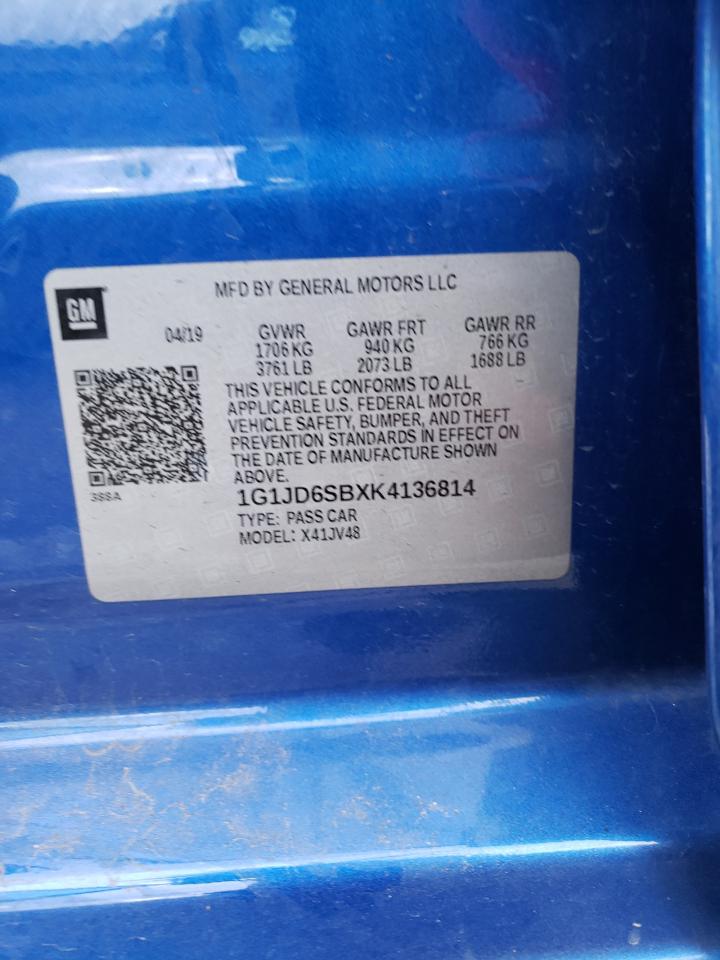 GM
MFD BY GENERAL MOTORS LLC
04/19 GVWR GAWR FRT GAWR RR
1706 KG 940 KG 766 KG
3761 LB 2073 LB 1688 LB
THIS VEHICLE CONFORMS TO ALL
APPLICABLE U.S. FEDERAL MOTOR
VEHICLE SAFETY, BUMPER, AND THEFT
PREVENTION STANDARDS IN EFFECT ON
THE DATE OF MANUFACTURE SHOWN
ABOVE.
388A
1G1JD6SBXK4136814
TYPE: PASS CAR
MODEL: X41JV48